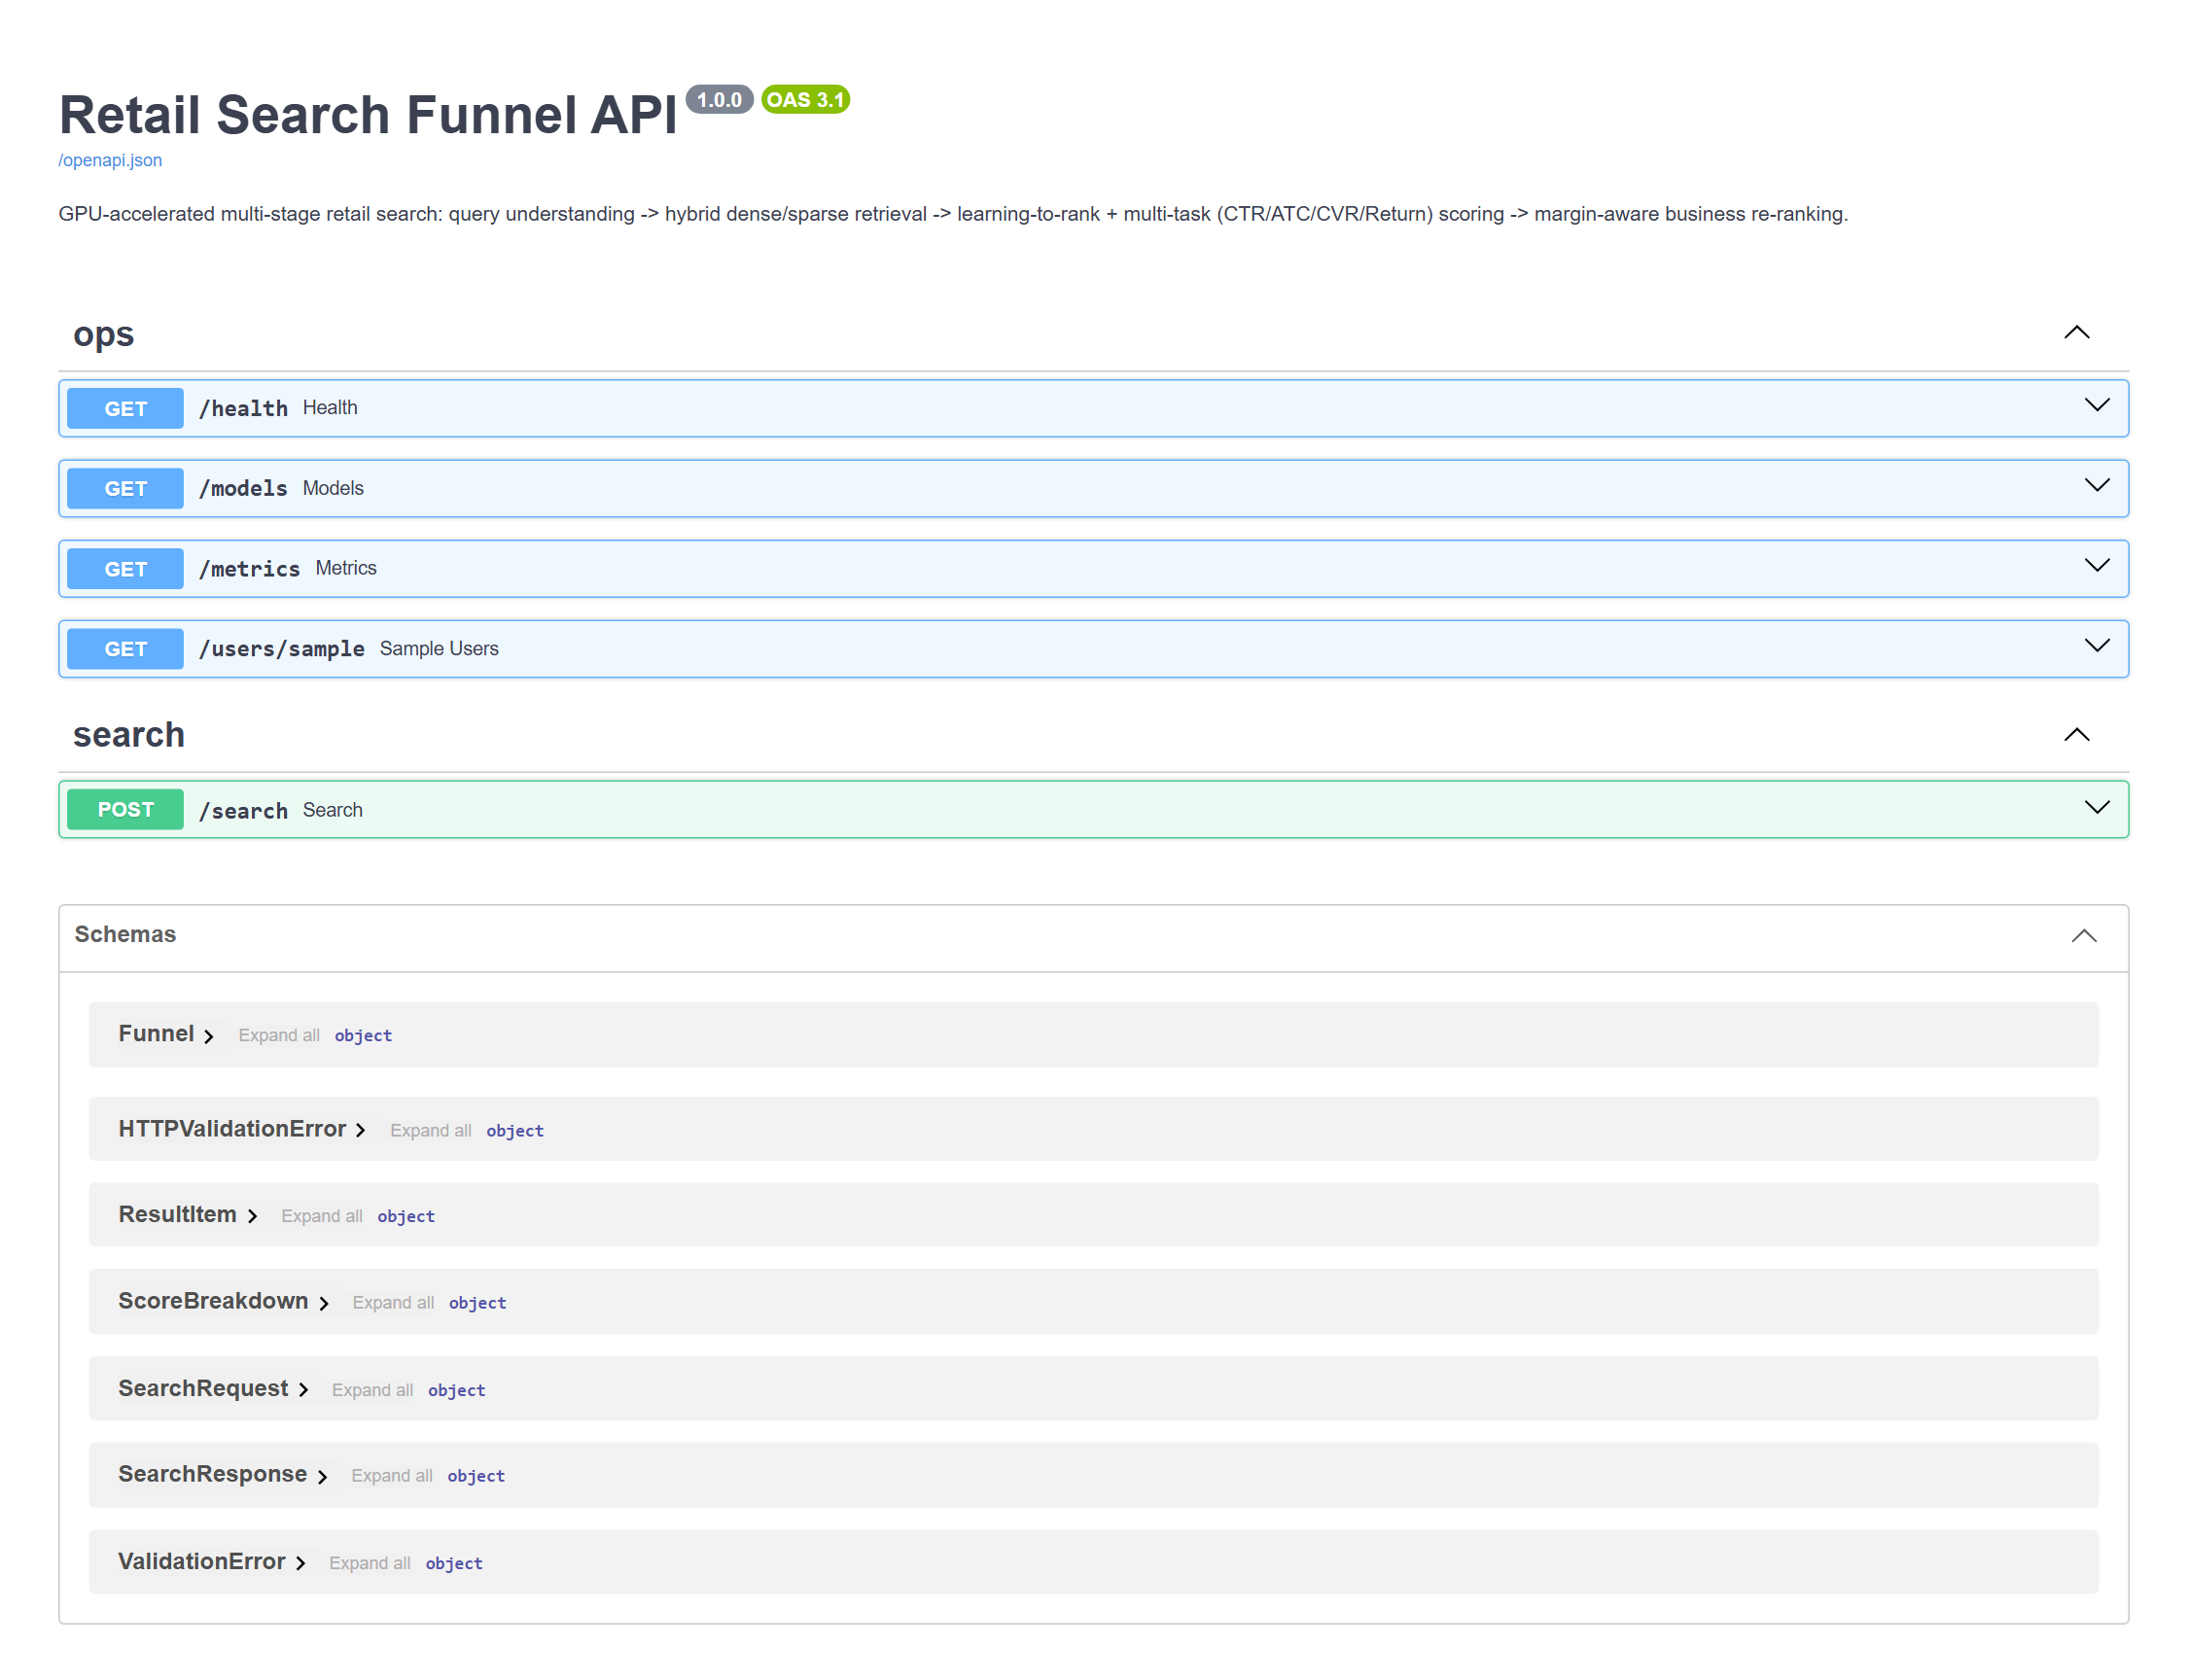 Retail Search Funnel API 1.0.0 OAS 3.1
/openapi.json
GPU-accelerated multi-stage retail search: query understanding -> hybrid dense/sparse retrieval -> learning-to-rank + multi-task (CTR/ATC/CVR/Return) scoring -> margin-aware business re-ranking.
ops
GET /health Health
GET /models Models
GET /metrics Metrics
GET /users/sample Sample Users
search
POST /search Search
Schemas
Funnel Expand all object
HTTPValidationError Expand all object
ResultItem Expand all object
ScoreBreakdown Expand all object
SearchRequest Expand all object
SearchResponse Expand all object
ValidationError Expand all object